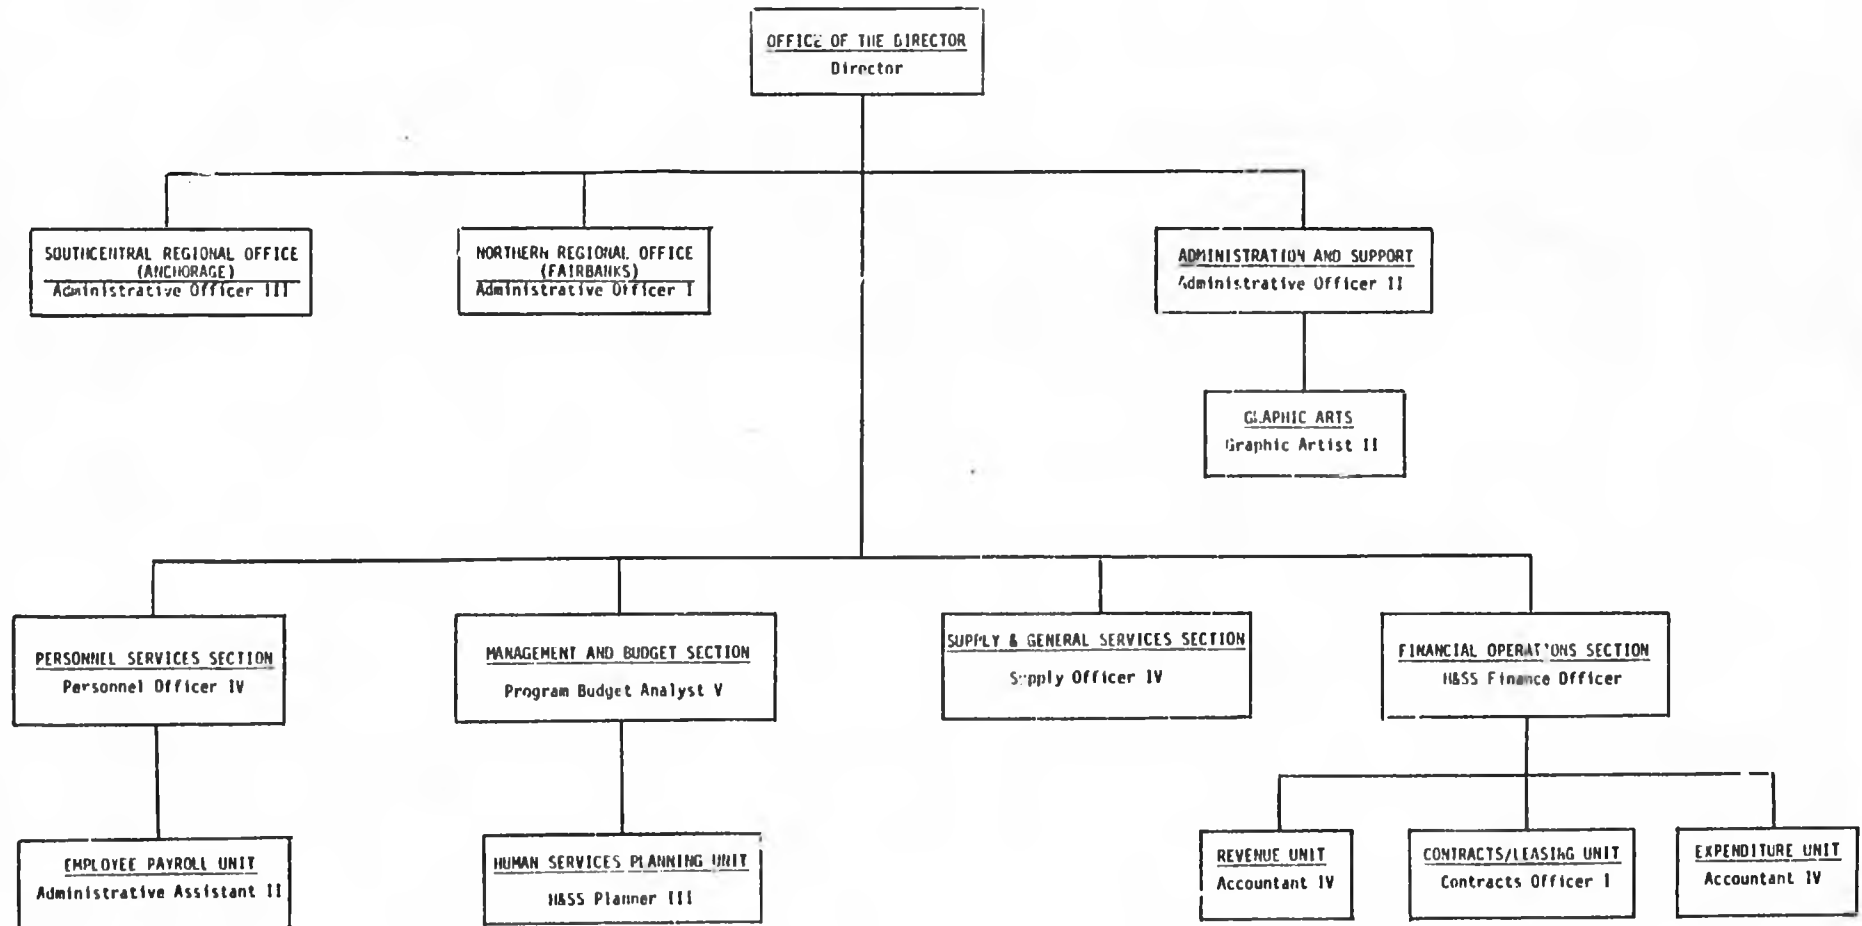 OFFICE OF THE DIRECTOR
Director
SOUTHCENTRAL REGIONAL OFFICE
(ANCHORAGE)
Administrative Officer III
NORTHERN REGIONAL OFFICE
(FAIRBANKS)
Administrative Officer I
ADMINISTRATION AND SUPPORT
Administrative Officer II
GRAPHIC ARTS
Graphic Artist II
PERSONNEL SERVICES SECTION
Personnel Officer IV
MANAGEMENT AND BUDGET SECTION
Program Budget Analyst V
SUPPLY & GENERAL SERVICES SECTION
Supply Officer IV
FINANCIAL OPERATIONS SECTION
H&SS Finance Officer
EMPLOYEE PAYROLL UNIT
Administrative Assistant II
HUMAN SERVICES PLANNING UNIT
H&SS Planner III
REVENUE UNIT
Accountant IV
CONTRACTS/LEASING UNIT
Contracts Officer I
EXPENDITURE UNIT
Accountant IV